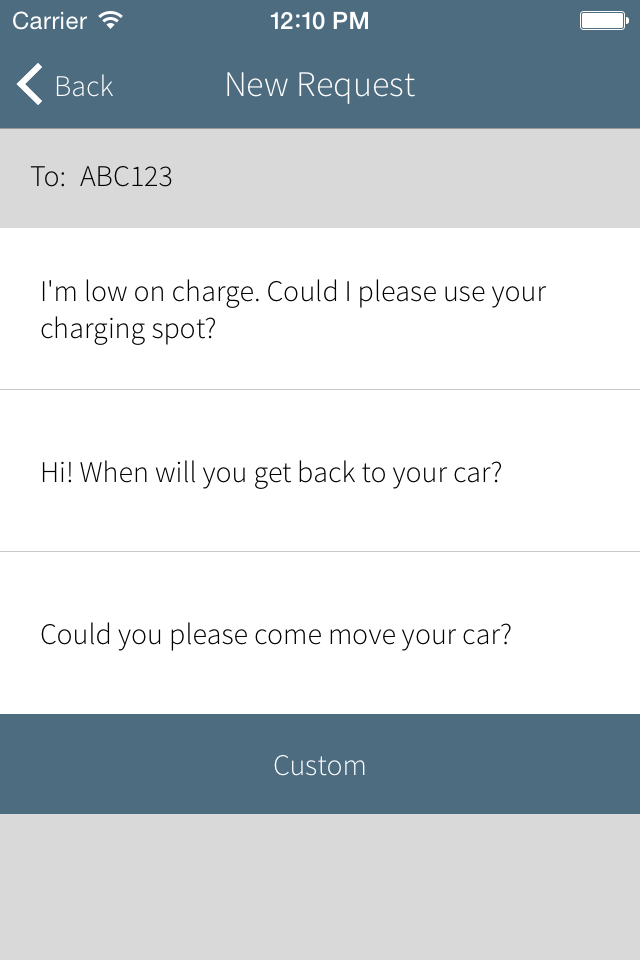 Carrier 12:10 PM
Back New Request
To: ABC123
I'm low on charge. Could I please use your
charging spot?
Hi! When will you get back to your car?
Could you please come move your car?
Custom